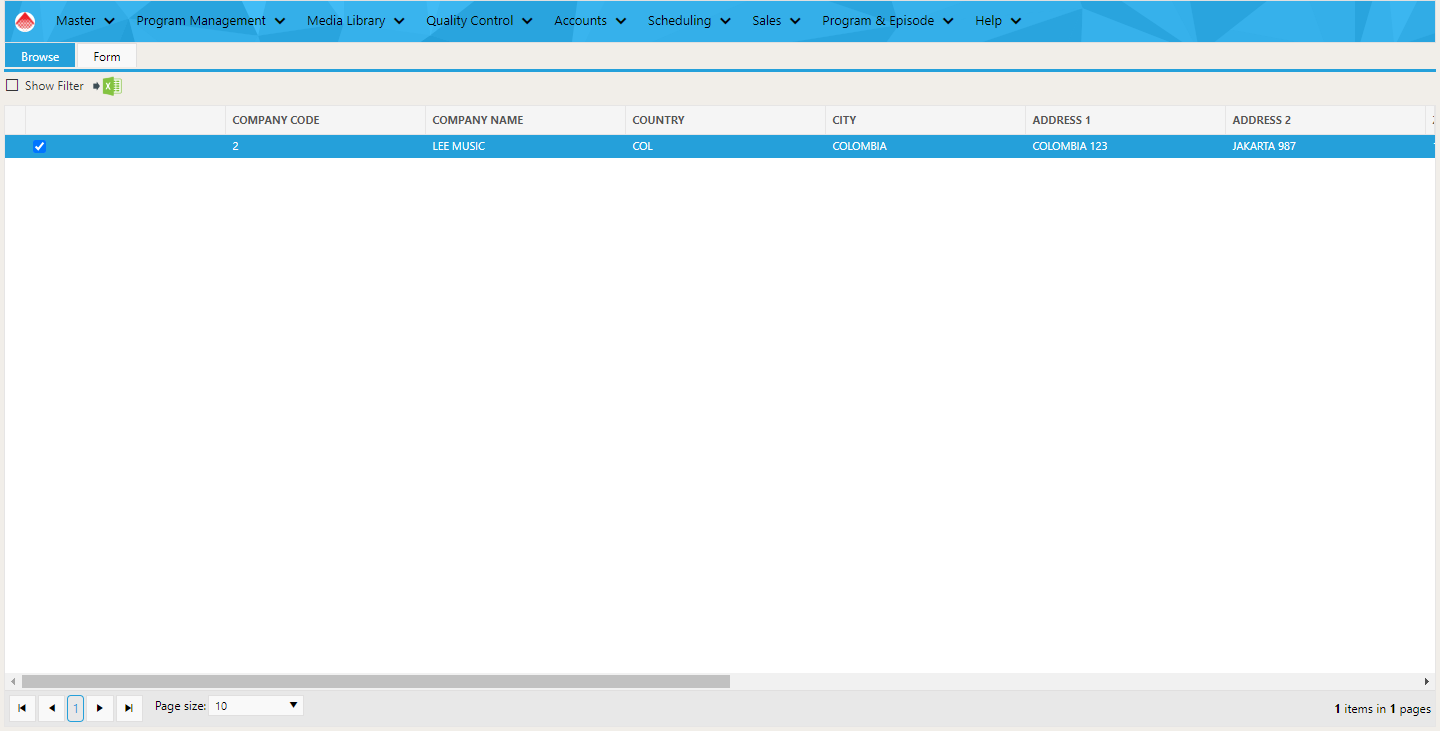 Master Program Management Media Library Quality Control Accounts Scheduling Sales Program & Episode Help
Browse Form
Show Filter
COMPANY CODE COMPANY NAME COUNTRY CITY ADDRESS 1 ADDRESS 2
2 LEE MUSIC COL COLOMBIA COLOMBIA 123 JAKARTA 987
1 Page size: 10 1 items in 1 pages